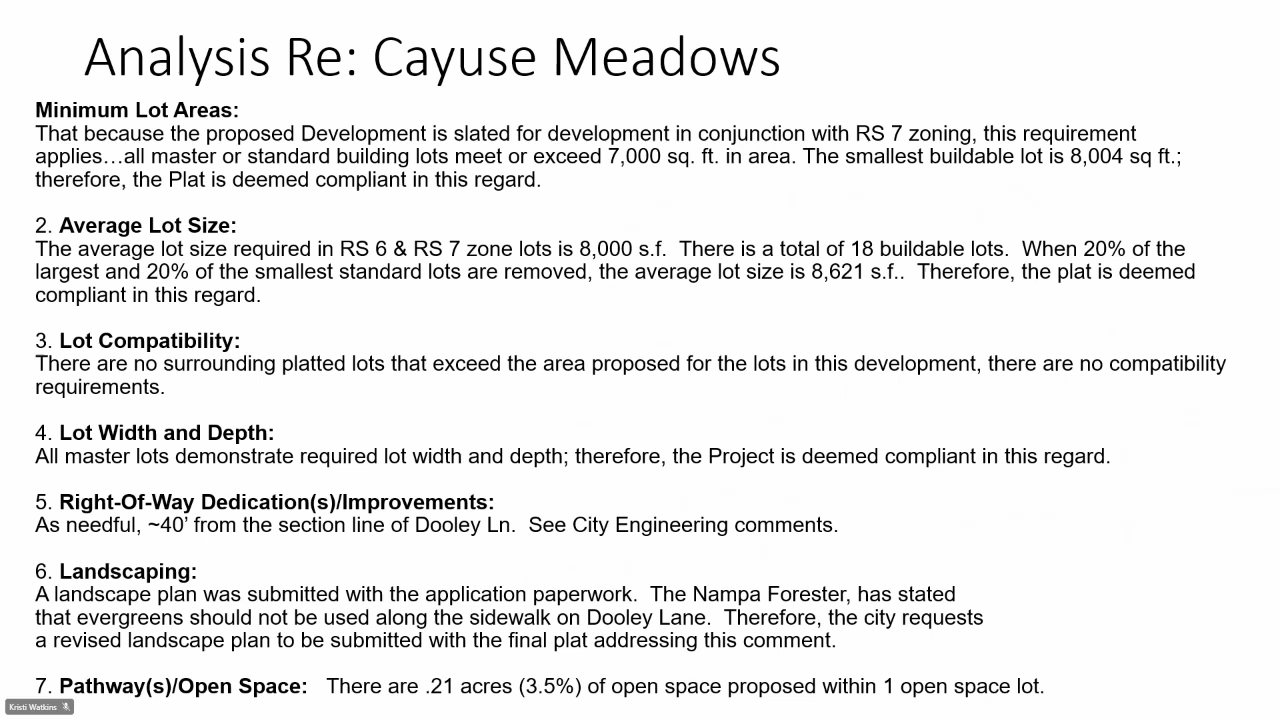 Analysis Re: Cayuse Meadows
Minimum Lot Areas:
That because the proposed Development is slated for development in conjunction with RS 7 zoning, this requirement
applies…all master or standard building lots meet or exceed 7,000 sq. ft. in area. The smallest buildable lot is 8,004 sq ft.;
therefore, the Plat is deemed compliant in this regard.
2. Average Lot Size:
The average lot size required in RS 6 & RS 7 zone lots is 8,000 s.f.  There is a total of 18 buildable lots.  When 20% of the
largest and 20% of the smallest standard lots are removed, the average lot size is 8,621 s.f..  Therefore, the plat is deemed
compliant in this regard.
3. Lot Compatibility:
There are no surrounding platted lots that exceed the area proposed for the lots in this development, there are no compatibility
requirements.
4. Lot Width and Depth:
All master lots demonstrate required lot width and depth; therefore, the Project is deemed compliant in this regard.
5. Right-Of-Way Dedication(s)/Improvements:
As needful, ~40’ from the section line of Dooley Ln.  See City Engineering comments.
6. Landscaping:
A landscape plan was submitted with the application paperwork.  The Nampa Forester, has stated
that evergreens should not be used along the sidewalk on Dooley Lane.  Therefore, the city requests
a revised landscape plan to be submitted with the final plat addressing this comment.
7. Pathway(s)/Open Space:   There are .21 acres (3.5%) of open space proposed within 1 open space lot.
Kristi Watkins